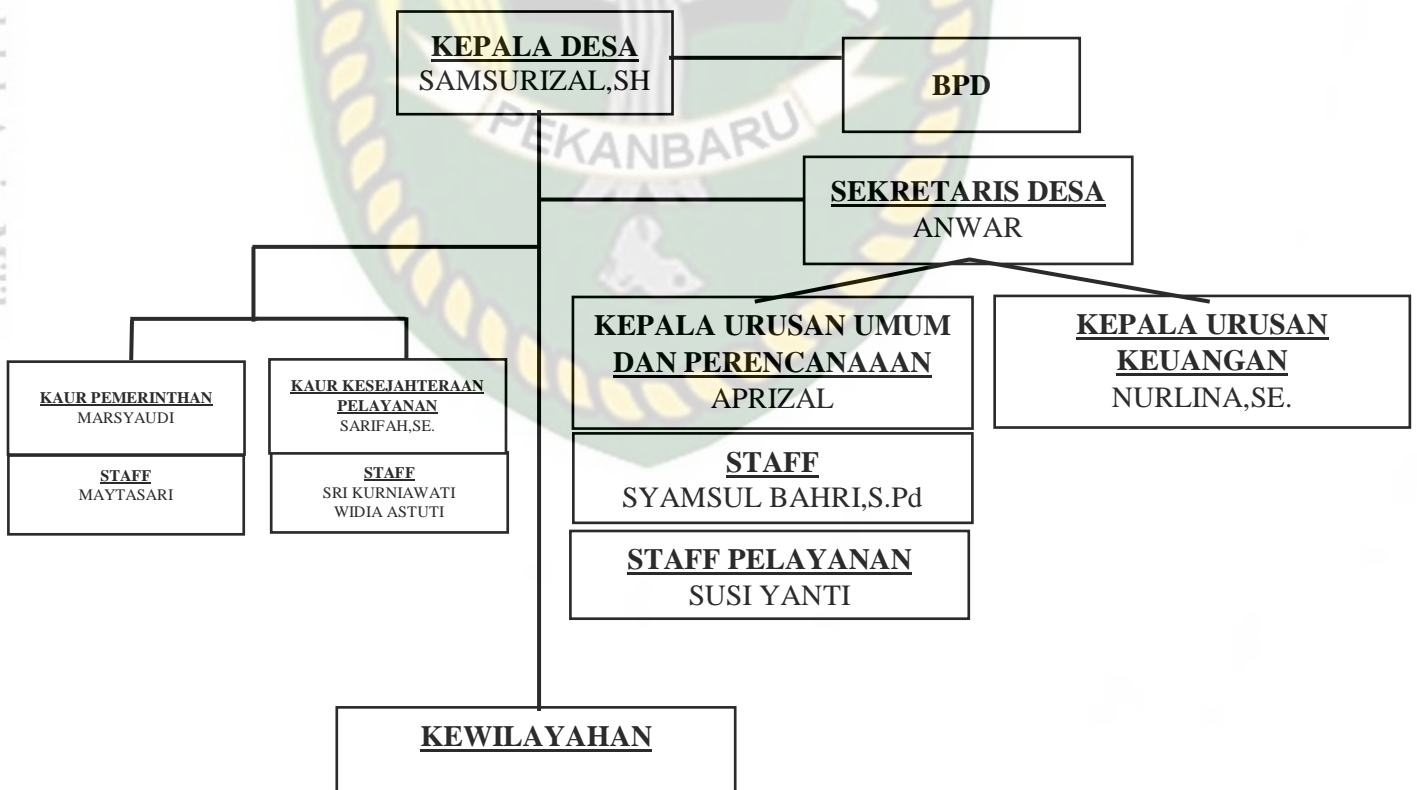 KEPALA DESA
SAMSURIZAL,SH
BPD
PEKANBARU
SEKRETARIS DESA
ANWAR
KEPALA URUSAN UMUM
DAN PERENCANAAAN
APRIZAL
KEPALA URUSAN
KEUANGAN
NURLINA,SE.
KAUR PEMERINTHAN
MARSYAUDI
KAUR KESEJAHTERAAN
PELAYANAN
SARIFAH,SE.
STAFF
MAYTASARI
STAFF
SRI KURNIAWATI
WIDIA ASTUTI
STAFF
SYAMSUL BAHRI,S.Pd
STAFF PELAYANAN
SUSI YANTI
KEWILAYAHAN